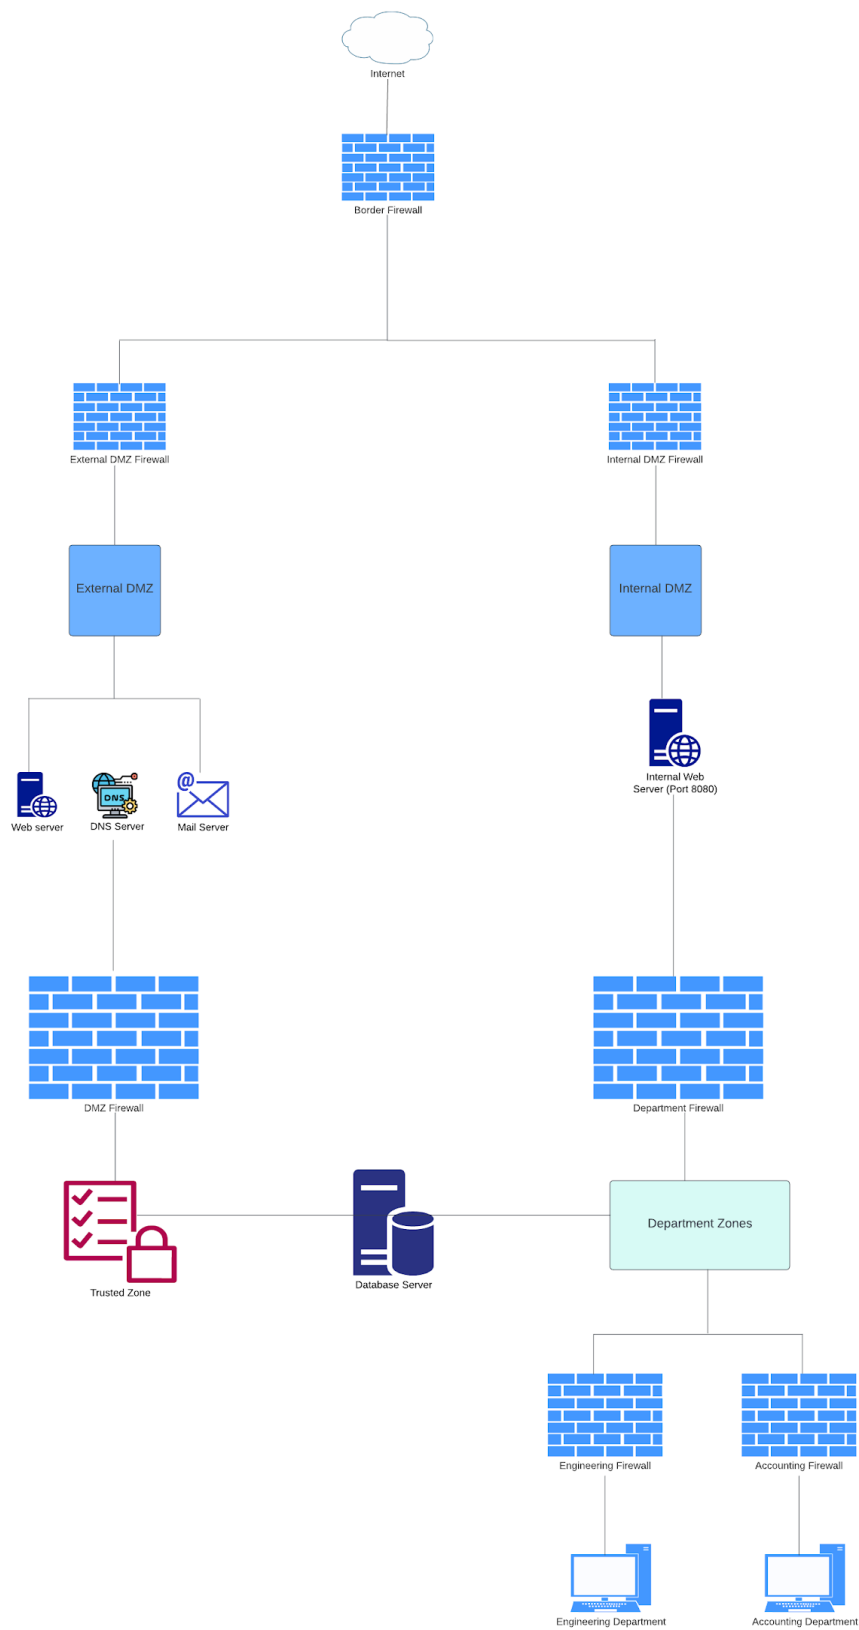 Internet
Border Firewall
External DMZ Firewall
Internal DMZ Firewall
External DMZ
Internal DMZ
@
DNS
Web server
DNS Server
Mail Server
Internal Web
Server (Port 8080)
DMZ Firewall
Department Firewall
Department Zones
Database Server
Trusted Zone
Engineering Firewall
Accounting Firewall
Engineering Department
Accounting Department